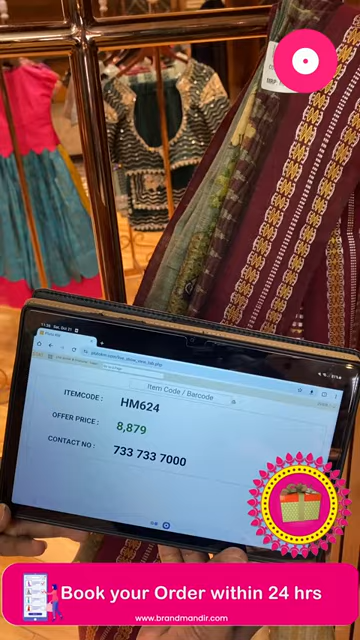 Item Code / Barcode
ITEMCODE : HM624
OFFER PRICE : 8,879
CONTACT NO : 733 733 7000
Book your Order within 24 hrs
www.brandmandir.com